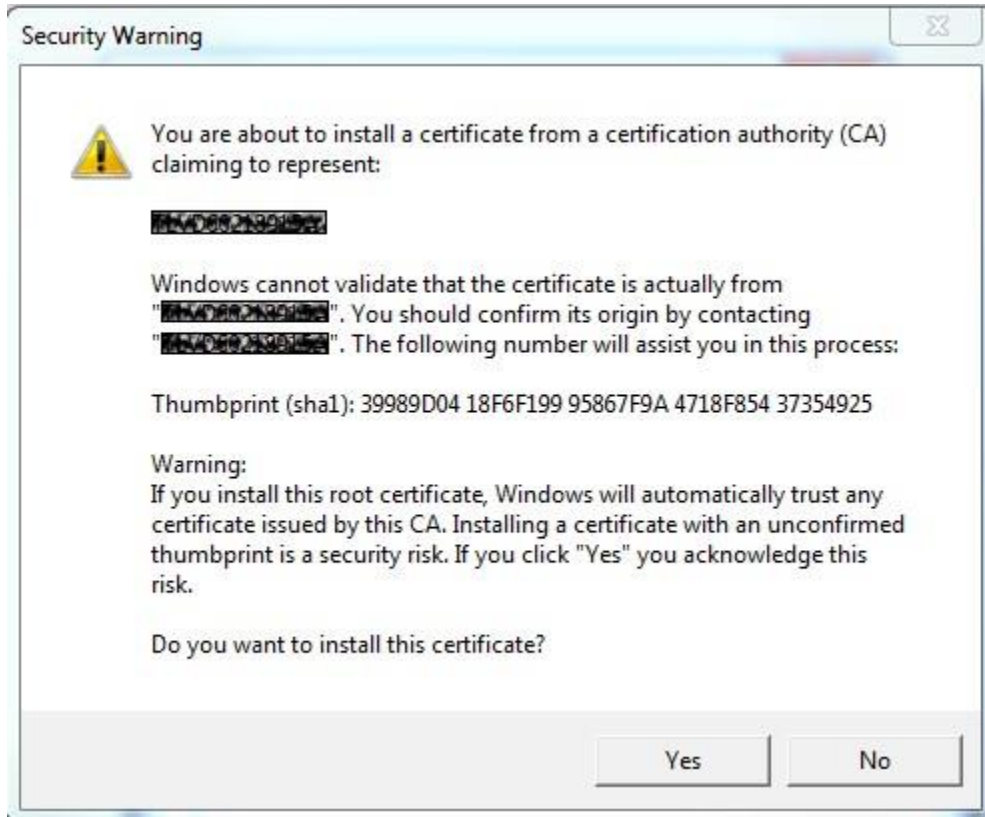 Security Warning
You are about to install a certificate from a certification authority (CA)
claiming to represent:
Windows cannot validate that the certificate is actually from
"". You should confirm its origin by contacting
"". The following number will assist you in this process:
Thumbprint (sha1): 39989D04 18F6F199 95867F9A 4718F854 37354925
Warning:
If you install this root certificate, Windows will automatically trust any
certificate issued by this CA. Installing a certificate with an unconfirmed
thumbprint is a security risk. If you click "Yes" you acknowledge this
risk.
Do you want to install this certificate?
Yes No